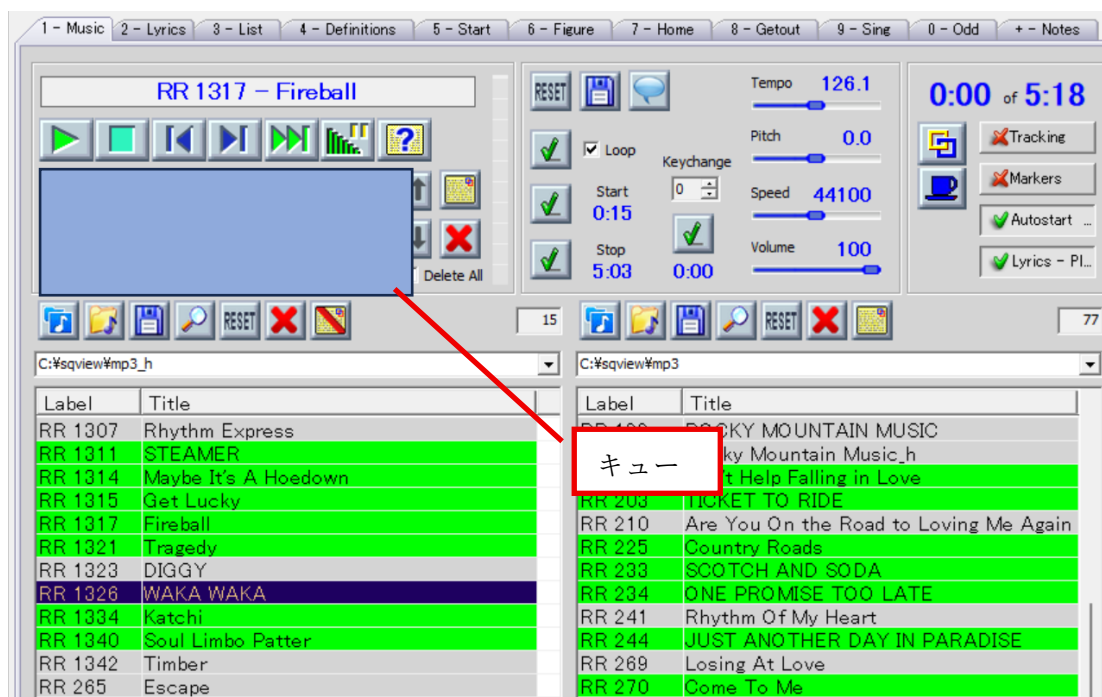 1 - Music 2 - Lyrics 3 - List 4 - Definitions 5 - Start 6 - Figure 7 - Home 8 - Getout 9 - Sing 0 - Odd + - Notes
RR 1317 - Fireball
RESET
Tempo 126.1
0:00 of 5:18
Loop
Keychange
Pitch 0.0
Tracking
Start
0:15
0
Speed 44100
Markers
Autostart ...
Stop
5:03
0:00
Volume 100
Lyrics - Pl...
Delete All
RESET
15
RESET
77
C:¥sqview¥mp3_h
C:¥sqview¥mp3
キュー
Label Title
RR 1307 Rhythm Express
RR 1311 STEAMER
RR 1314 Maybe It's A Hoedown
RR 1315 Get Lucky
RR 1317 Fireball
RR 1321 Tragedy
RR 1323 DIGGY
RR 1326 WAKA WAKA
RR 1334 Katchi
RR 1340 Soul Limbo Patter
RR 1342 Timber
RR 265 Escape
Label Title
MOUNTAIN MUSIC
Mountain Music_h
Help Falling in Love
RR 203 TICKET TO RIDE
RR 210 Are You On the Road to Loving Me Again
RR 225 Country Roads
RR 233 SCOTCH AND SODA
RR 234 ONE PROMISE TOO LATE
RR 241 Rhythm Of My Heart
RR 244 JUST ANOTHER DAY IN PARADISE
RR 269 Losing At Love
RR 270 Come To Me